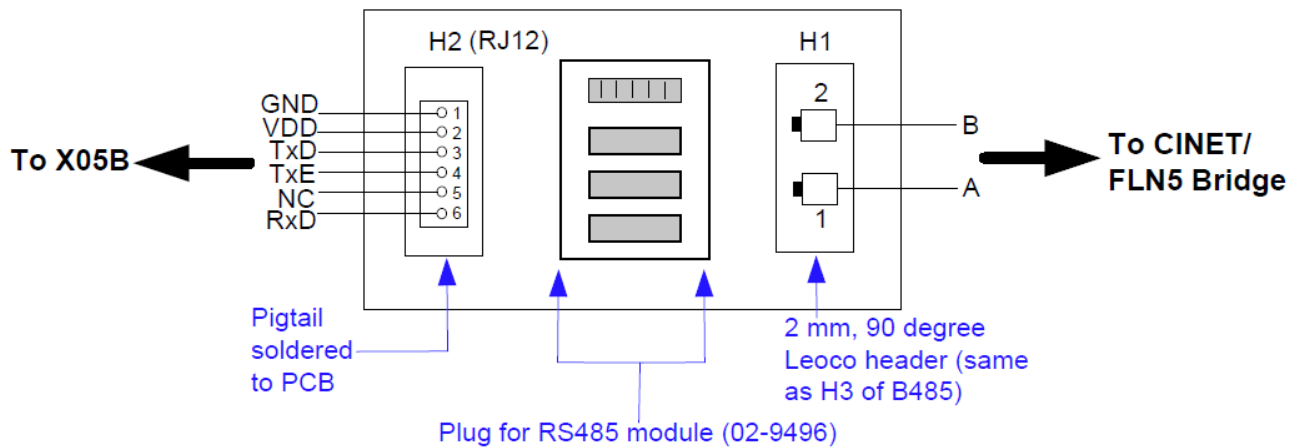 H2 (RJ12)
H1
GND
VDD
TxD
TxE
NC
RxD
1
2
3
4
5
6
2
1
B
A
To X05B
To CINET/
FLN5 Bridge
Pigtail
soldered
to PCB
2 mm, 90 degree
Leoco header (same
as H3 of B485)
Plug for RS485 module (02-9496)